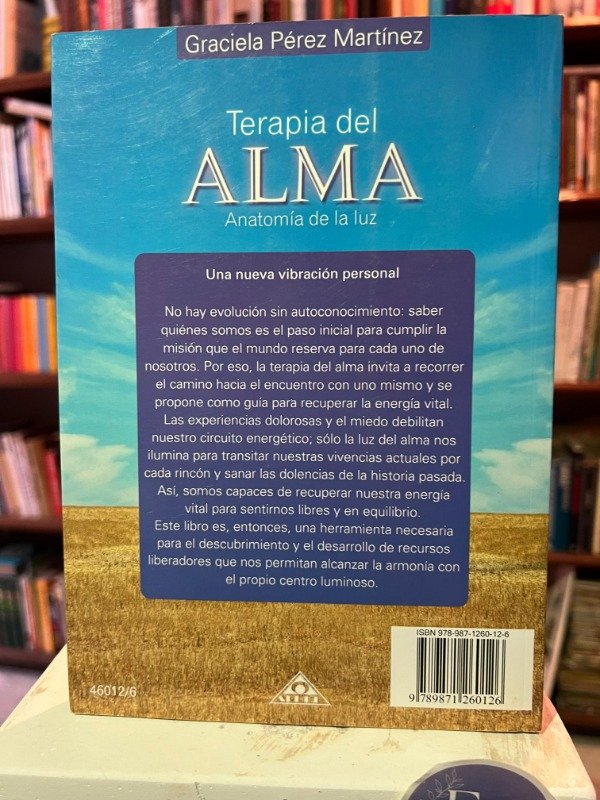 Graciela Pérez Martínez
Terapia del
ALMA
Anatomía de la luz
Una nueva vibración personal
No hay evolución sin autoconocimiento: saber
quiénes somos es el paso inicial para cumplir la
misión que el mundo reserva para cada uno de
nosotros. Por eso, la terapia del alma invita a recorrer
el camino hacia el encuentro con uno mismo y se
propone como guía para recuperar la energía vital.
Las experiencias dolorosas y el miedo debilitan
nuestro circuito energético; sólo la luz del alma nos
ilumina para transitar nuestras vivencias actuales por
cada rincón y sanar las dolencias de la historia pasada.
Así, somos capaces de recuperar nuestra energía
vital para sentirnos libres y en equilibrio.
Este libro es, entonces, una herramienta necesaria
para el descubrimiento y el desarrollo de recursos
liberadores que nos permitan alcanzar la armonía con
el propio centro luminoso.
ISBN 978-987-1260-12-6
9 789871 260126
46012/6